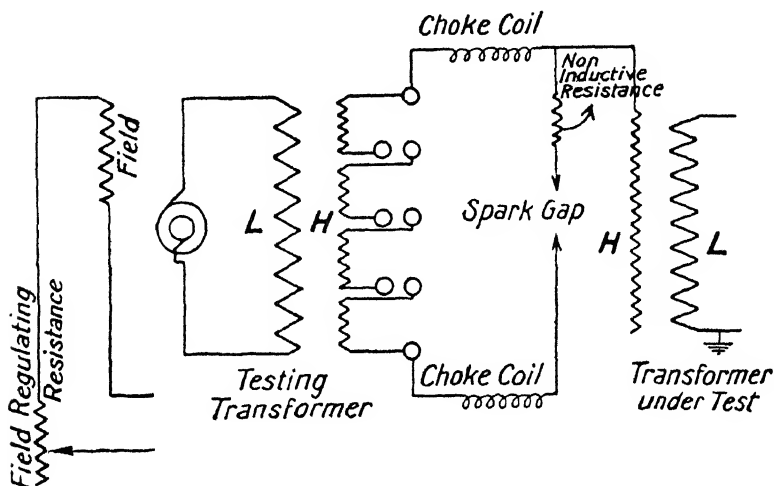 Choke Coil
Non
Inductive
Resistance
Field
L
H
Spark Gap
H
L
Field Regulating
Resistance
Testing
Transformer
Choke Coil
Transformer
under Test